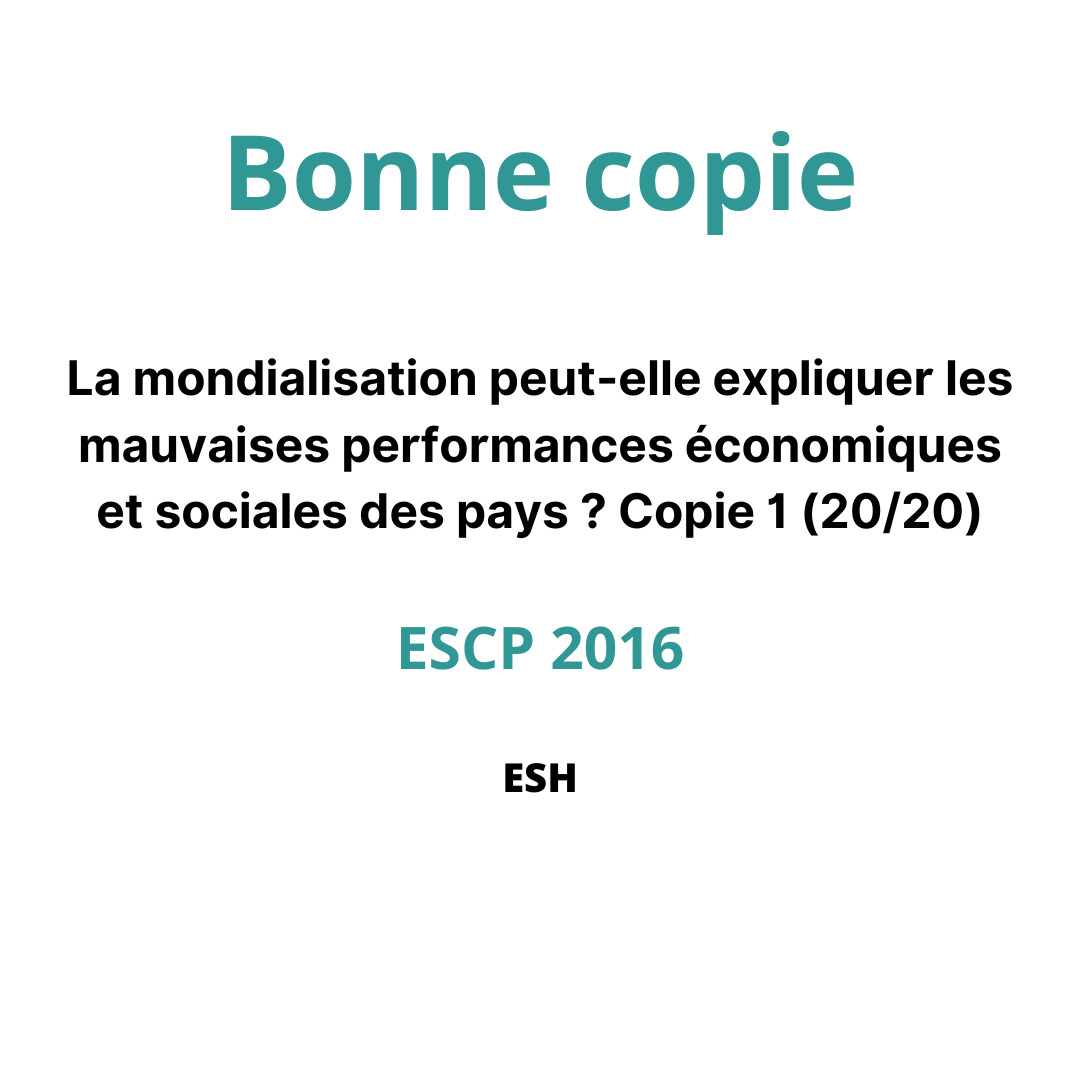 Bonne copie
La mondialisation peut-elle expliquer les
mauvaises performances économiques
et sociales des pays ? Copie 1 (20/20)
ESCP 2016
ESH